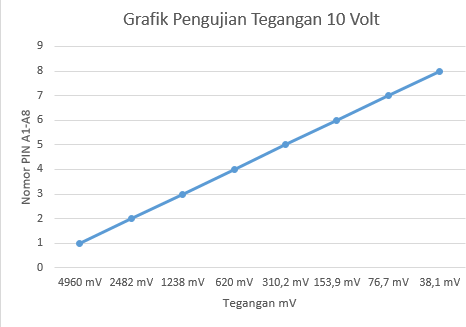 Grafik Pengujian Tegangan 10 Volt
Nomor PIN A1-A8
9
8
7
6
5
4
3
2
1
0
4960 mV 2482 mV 1238 mV 620 mV 310,2 mV 153,9 mV 76,7 mV 38,1 mV
Tegangan mV